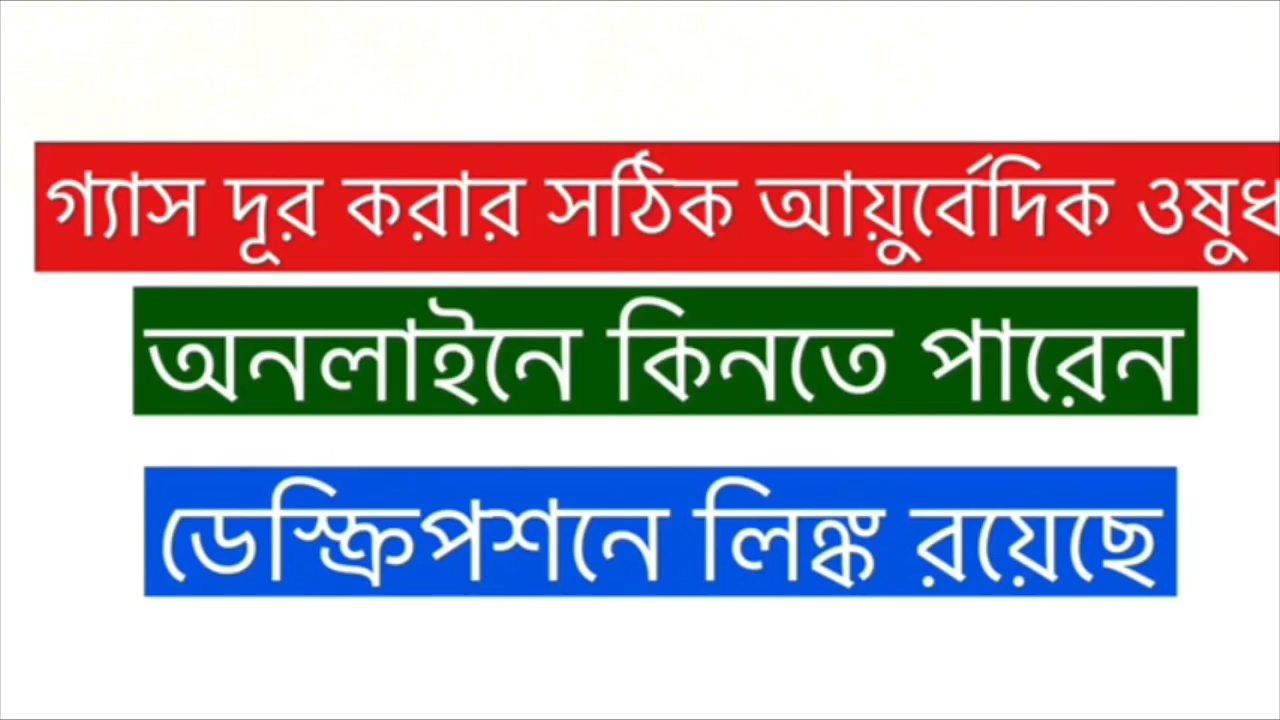 গ্যাস দূর করার সঠিক আয়ুর্বেদিক ওষুধ
অনলাইনে কিনতে পারেন
ডেস্ক্রিপশনে লিঙ্ক রয়েছে